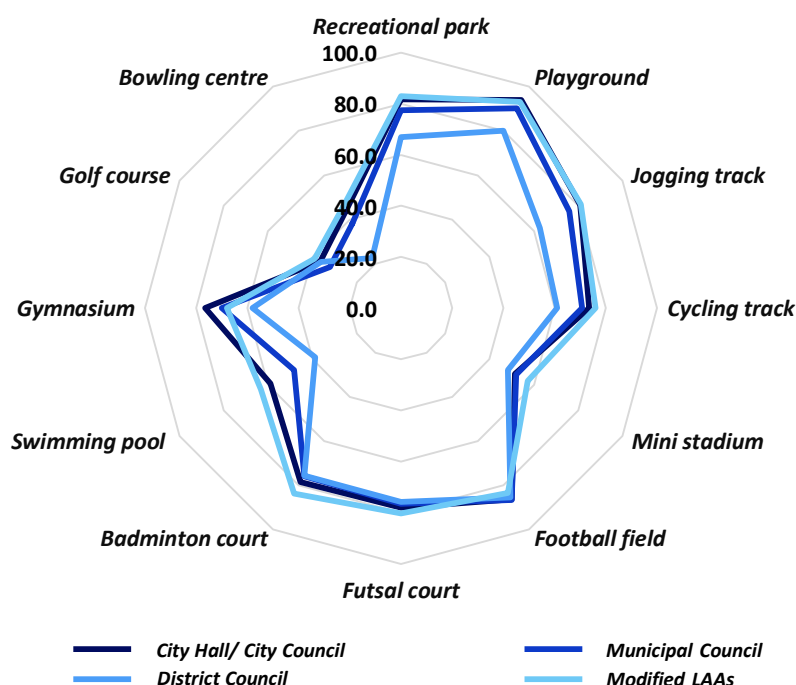 Recreational park
100.0
Bowling centre
Playground
80.0
Golf course
60.0
Jogging track
40.0
20.0
Gymnasium
0.0
Cycling track
Swimming pool
Mini stadium
Badminton court
Football field
Futsal court
City Hall/ City Council
Municipal Council
District Council
Modified LAAs